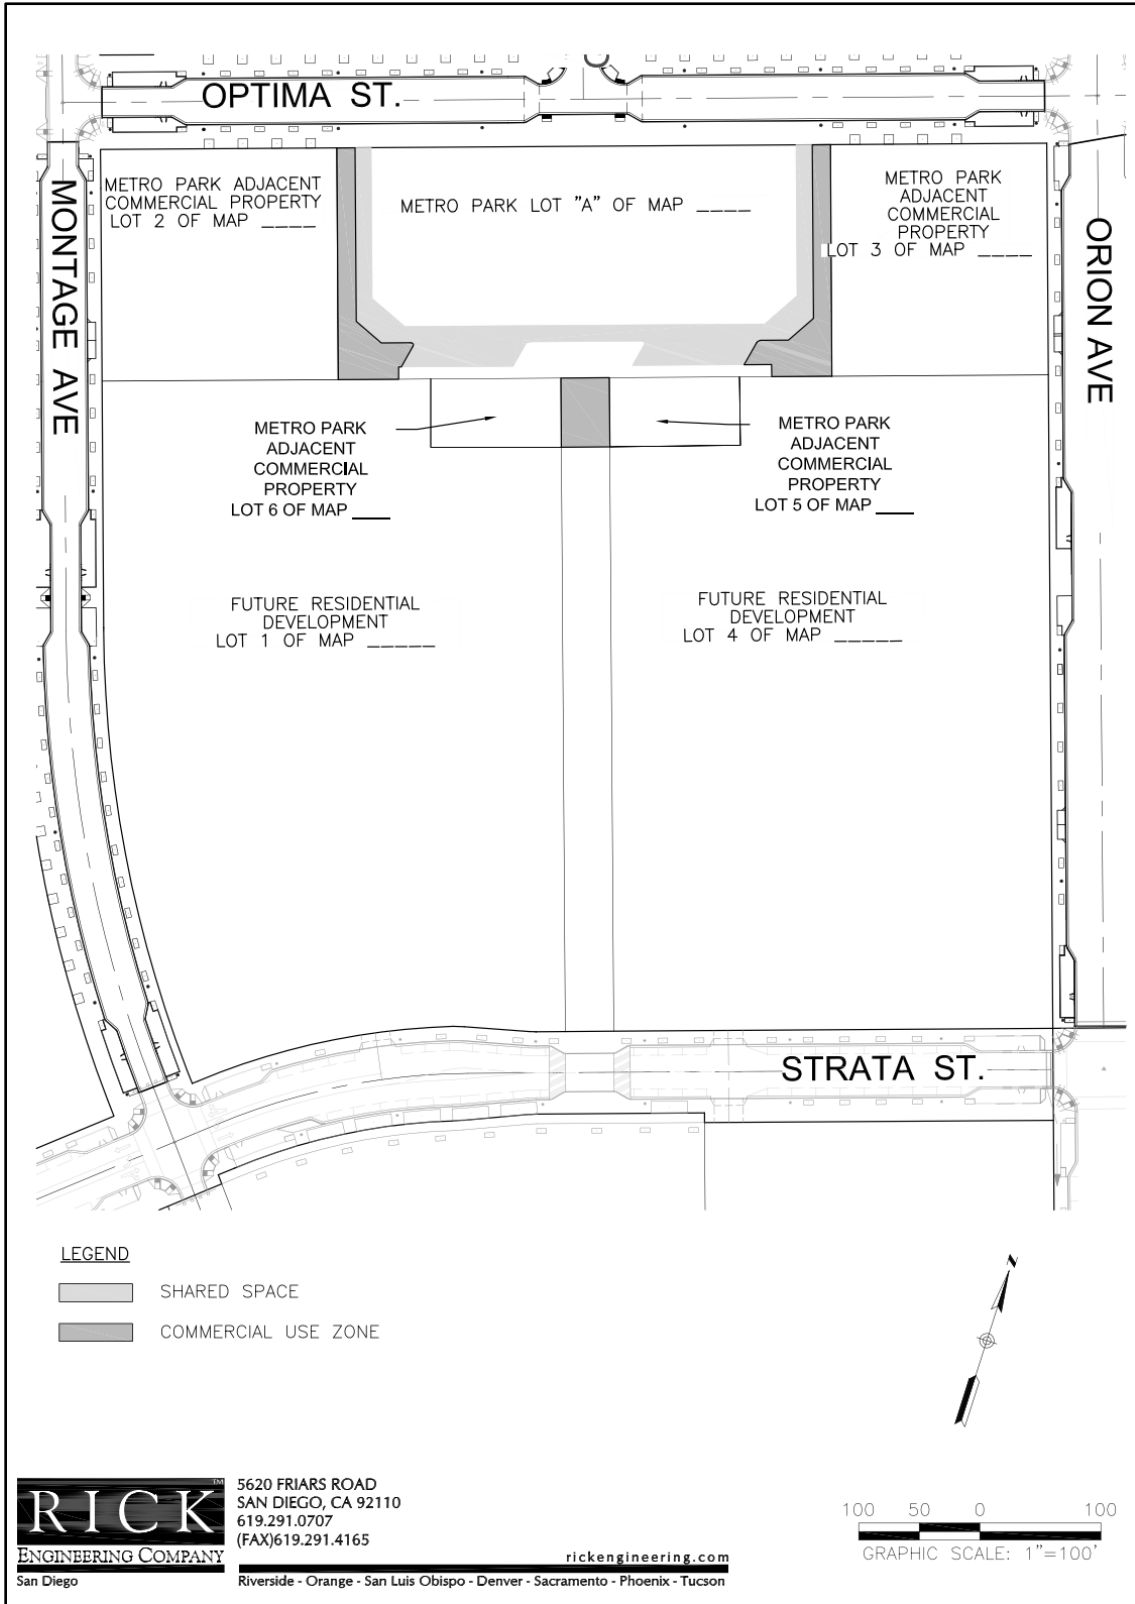 OPTIMA ST.
MONTAGE AVE
ORION AVE
METRO PARK ADJACENT
COMMERCIAL PROPERTY
LOT 2 OF MAP ____
METRO PARK LOT "A" OF MAP ____
METRO PARK
ADJACENT
COMMERCIAL
PROPERTY
LOT 3 OF MAP ____
METRO PARK
ADJACENT
COMMERCIAL
PROPERTY
LOT 6 OF MAP ___
METRO PARK
ADJACENT
COMMERCIAL
PROPERTY
LOT 5 OF MAP ___
FUTURE RESIDENTIAL
DEVELOPMENT
LOT 1 OF MAP _____
FUTURE RESIDENTIAL
DEVELOPMENT
LOT 4 OF MAP _____
STRATA ST.
LEGEND
SHARED SPACE
COMMERCIAL USE ZONE
N
RICK™
ENGINEERING COMPANY
San Diego
5620 FRIARS ROAD
SAN DIEGO, CA 92110
619.291.0707
(FAX)619.291.4165
rickengineering.com
Riverside - Orange - San Luis Obispo - Denver - Sacramento - Phoenix - Tucson
100 50 0 100
GRAPHIC SCALE: 1"=100'